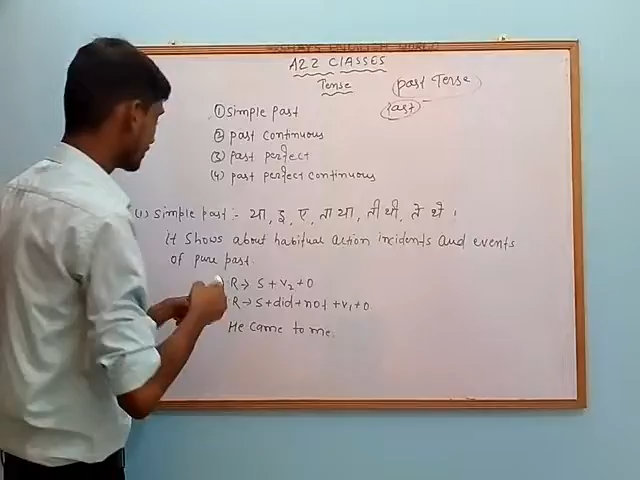 A2Z CLASSES
Tense
past Tense
past
① Simple past
② past continuous
③ past perfect
(4) past perfect continuous
(1) Simple past :- या, इ, ए, ता था, ती थी, ते थे ।
It shows about habitual action incidents and events
of pure past.
R → S + V₂ + O
R → S + did + not + V₁ + O
He came to me.